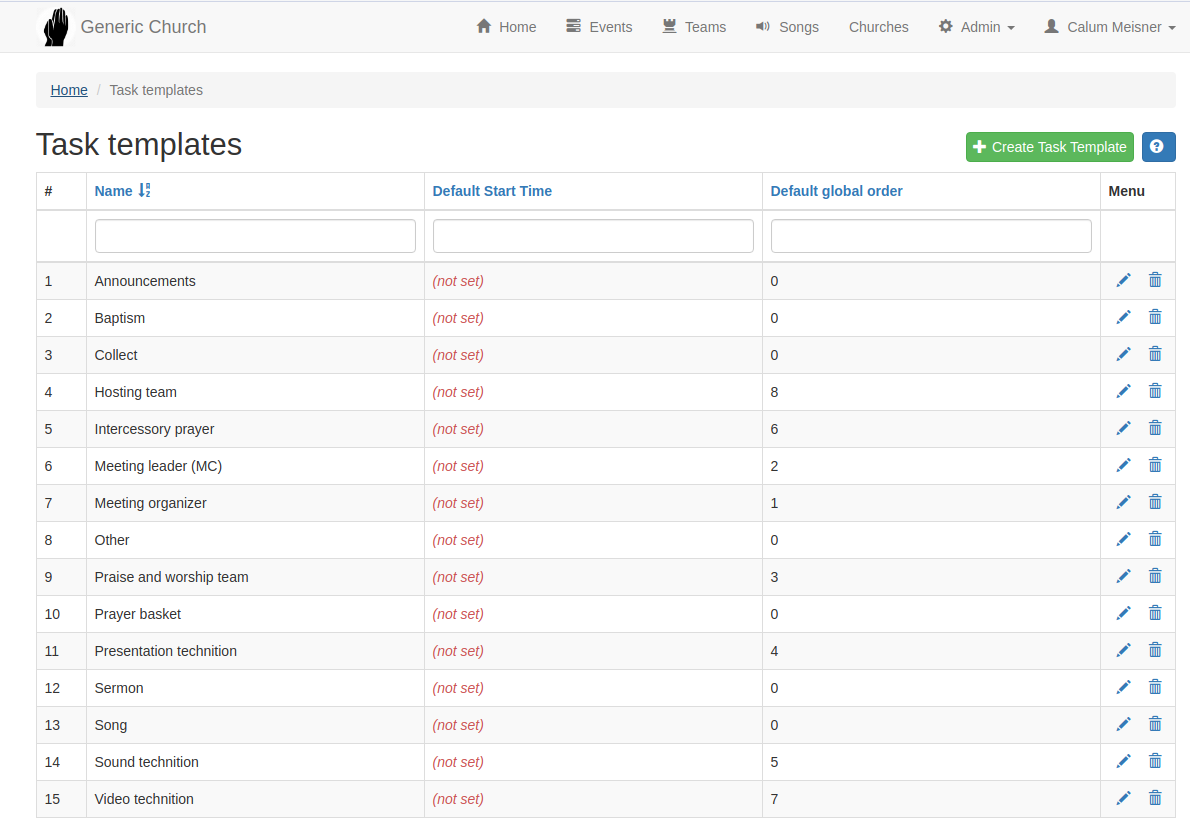 Generic Church Home Events Teams Songs Churches Admin Calum Meisner
Home / Task templates
Task templates Create Task Template
# Name Default Start Time Default global order Menu
1 Announcements (not set) 0
2 Baptism (not set) 0
3 Collect (not set) 0
4 Hosting team (not set) 8
5 Intercessory prayer (not set) 6
6 Meeting leader (MC) (not set) 2
7 Meeting organizer (not set) 1
8 Other (not set) 0
9 Praise and worship team (not set) 3
10 Prayer basket (not set) 0
11 Presentation technition (not set) 4
12 Sermon (not set) 0
13 Song (not set) 0
14 Sound technition (not set) 5
15 Video technition (not set) 7